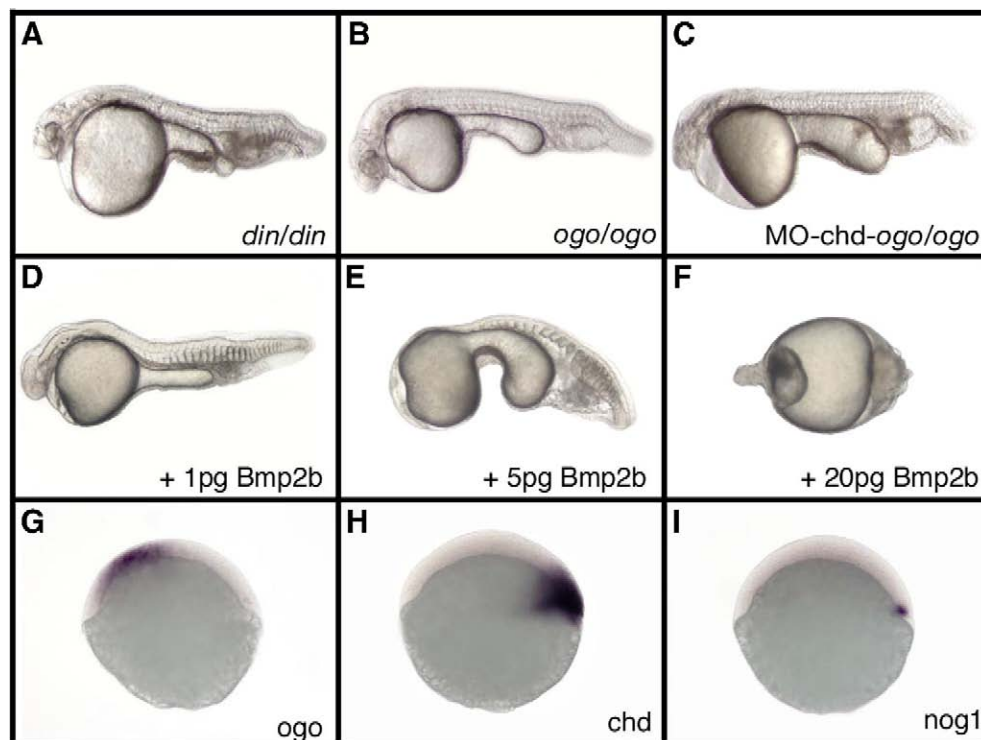 A
din/din
B
ogo/ogo
C
MO-chd-ogo/ogo
D
+ 1pg Bmp2b
E
+ 5pg Bmp2b
F
+ 20pg Bmp2b
G
ogo
H
chd
I
nog1